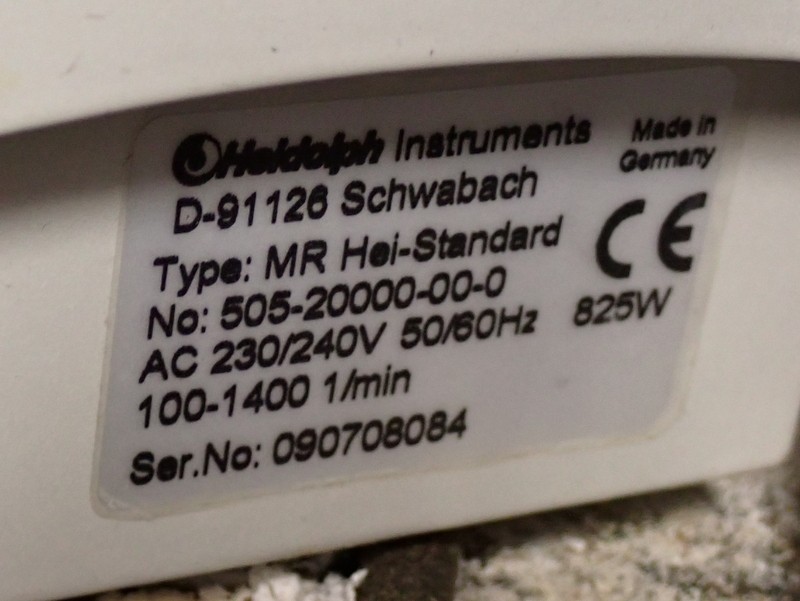 Heidolph Instruments
Made in
Germany
D-91126 Schwabach
Type: MR Hei-Standard
CE
No: 505-20000-00-0
AC 230/240V 50/60Hz 825W
100-1400 1/min
Ser.No: 090708084